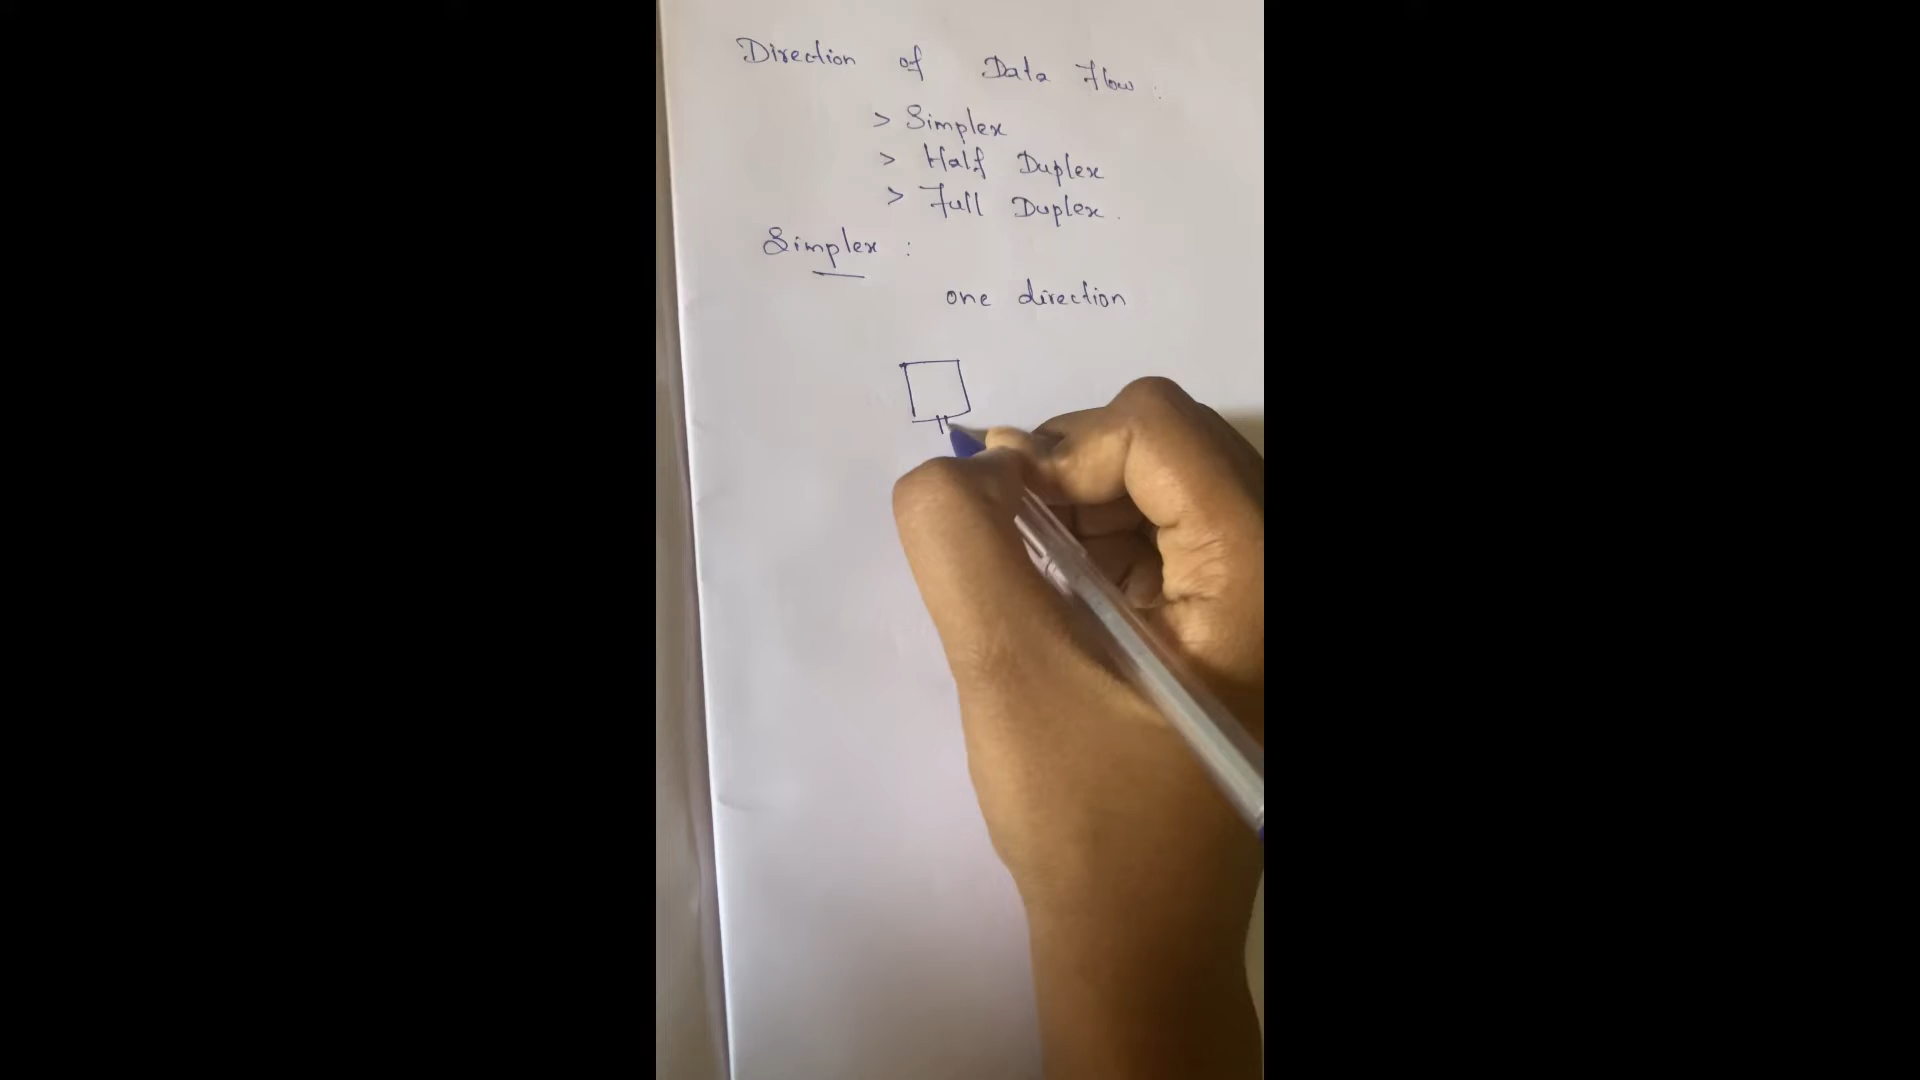 Direction of Data Flow :
> Simplex
> Half Duplex
> Full Duplex.
Simplex :
one direction